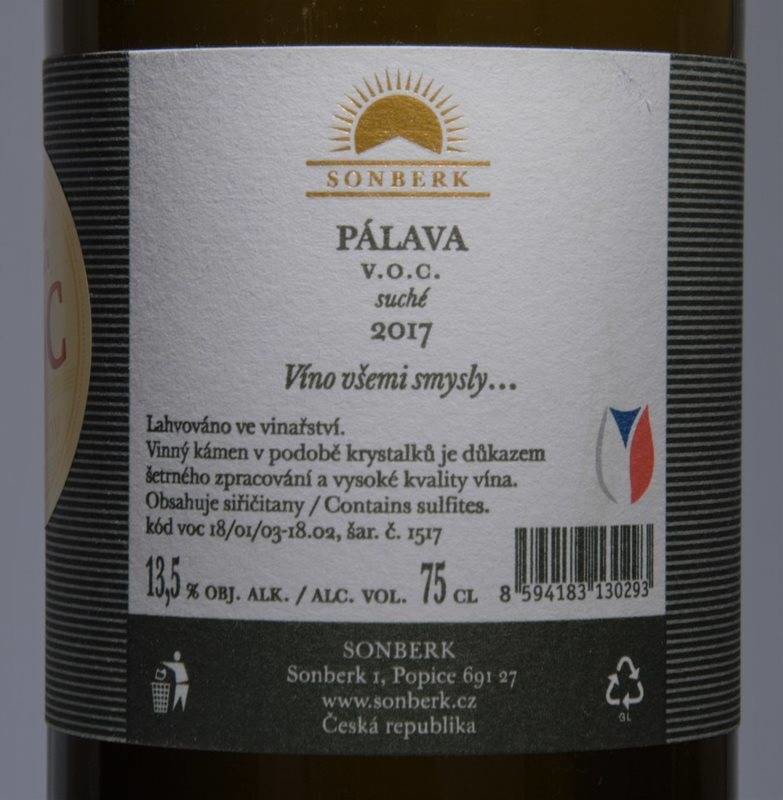 SONBERK
PÁLAVA
V.O.C.
suché
2017
Víno všemi smysly...
Lahvováno ve vinařství.
Vinný kámen v podobě krystalků je důkazem
šetrného zpracování a vysoké kvality vína.
Obsahuje siřičitany / Contains sulfites.
kód voc 18/01/03-18.02, šar. č. 1517
13,5 % OBJ. ALK. / ALC. VOL. 75 CL
8 594183 130293
SONBERK
Sonberk 1, Popice 691 27
www.sonberk.cz
Česká republika
GL
C